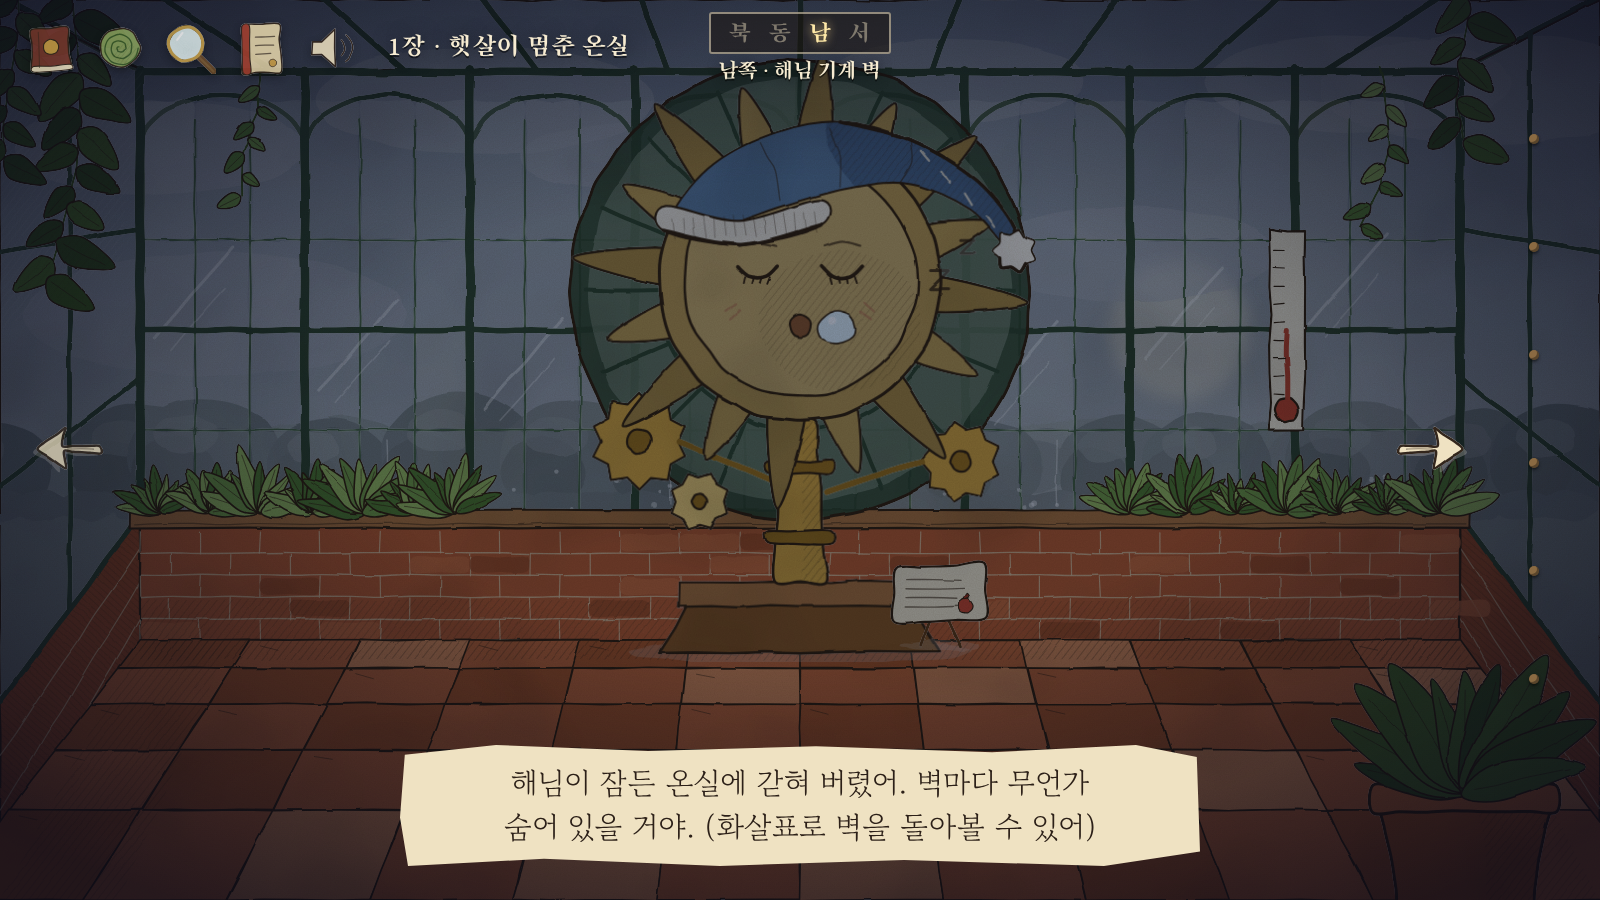 1장 · 햇살이 멈춘 온실
북 동 남 서
남쪽 · 해님 기계 벽
z
z
해님이 잠든 온실에 갇혀 버렸어. 벽마다 무언가
숨어 있을 거야. (화살표로 벽을 돌아볼 수 있어)